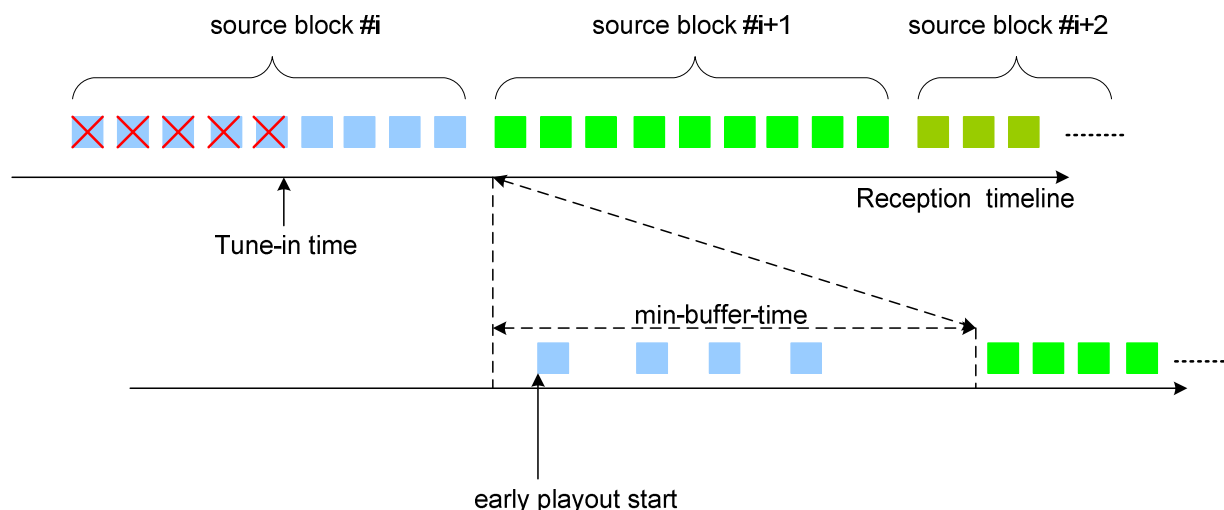 source block #i
source block #i+1
source block #i+2
Reception timeline
Tune-in time
min-buffer-time
early playout start